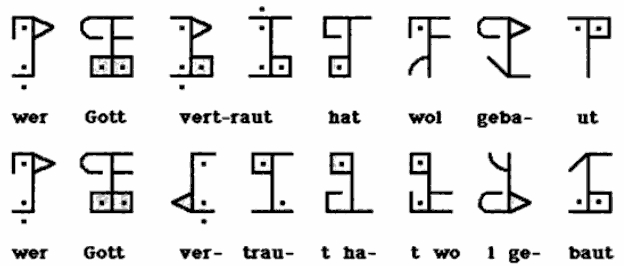 wer Gott vert-raut hat wol geba- ut
wer Gott ver- trau- t ha- t wo l ge- baut